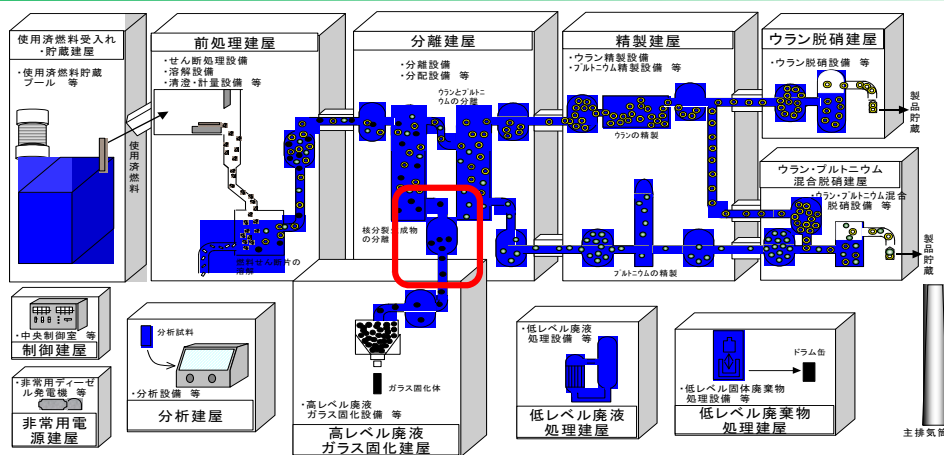 使用済燃料受入れ
・貯蔵建屋
・使用済燃料貯蔵
プール 等
使用済燃料
前処理建屋
・せん断処理設備
・溶解設備
・清澄・計量設備 等
の溶解
分離建屋
・分離設備
・分配設備 等
ウランとプルトニ
ウムの分離
の分離
精製建屋
・ウラン精製設備
・プルトニウム精製設備 等
ウランの精製
プルトニウムの精製
ウラン脱硝建屋
・ウラン脱硝設備 等
製品貯蔵
ウラン・プルトニウム
混合脱硝建屋
・ウラン・プルトニウム混合
脱硝設備 等
製品貯蔵
・中央制御室 等
制御建屋
・非常用ディーゼ
ル発電機 等
非常用電
源建屋
分析試料
・分析設備 等
分析建屋
ガラス固化体
・高レベル廃液
ガラス固化設備 等
高レベル廃液
ガラス固化建屋
・低レベル廃液
処理設備 等
低レベル廃液
処理建屋
ドラム缶
・低レベル固体廃棄物
処理設備 等
低レベル廃棄物
処理建屋
主排気筒